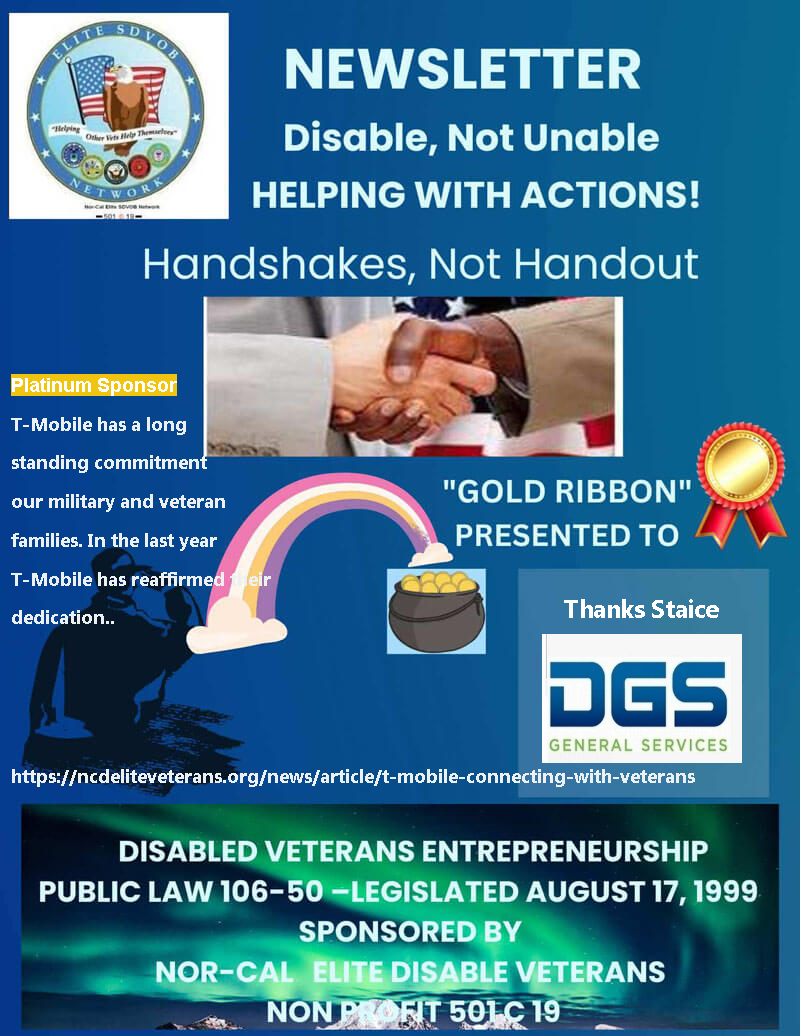 ELITE SDVOB
"Helping Other Vets Help Themselves"
NETWORK
Nor-Cal Elite SDVOB Network
501 C 19
NEWSLETTER
Disable, Not Unable
HELPING WITH ACTIONS!
Handshakes, Not Handout
Platinum Sponsor
T-Mobile has a long
standing commitment
our military and veteran
families. In the last year
T-Mobile has reaffirmed their
dedication..
"GOLD RIBBON"
PRESENTED TO
Thanks Staice
DGS
GENERAL SERVICES
https://ncdeliteveterans.org/news/article/t-mobile-connecting-with-veterans
DISABLED VETERANS ENTREPRENEURSHIP
PUBLIC LAW 106-50 –LEGISLATED AUGUST 17, 1999
SPONSORED BY
NOR-CAL ELITE DISABLE VETERANS
NON PROFIT 501 C 19